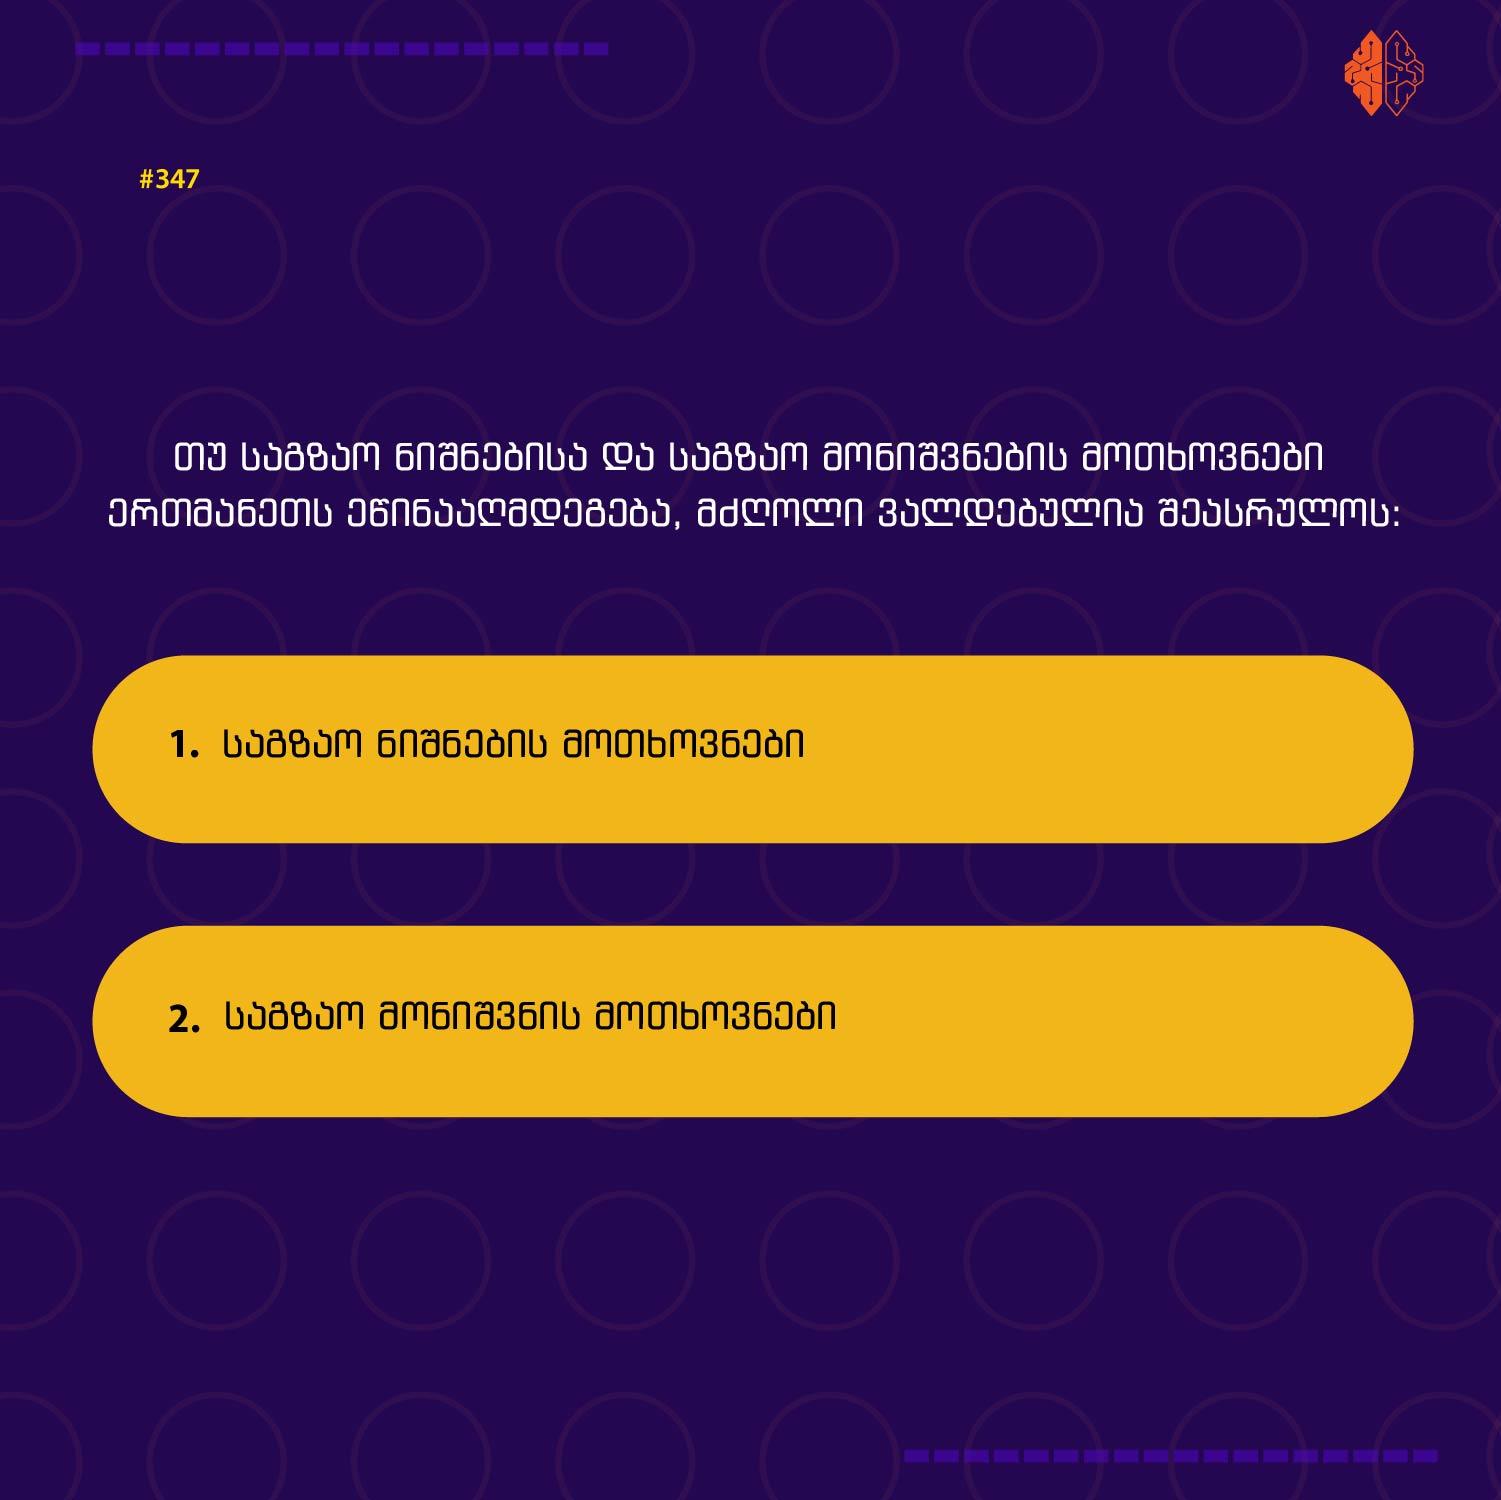 #347
თუ საგზაო ნიშნებისა და საგზაო მონიშვნების მოთხოვნები
ერთმანეთს ეწინააღმდეგება, მძღოლი ვალდებულია შეასრულოს:
1. საგზაო ნიშნების მოთხოვნები
2. საგზაო მონიშვნის მოთხოვნები